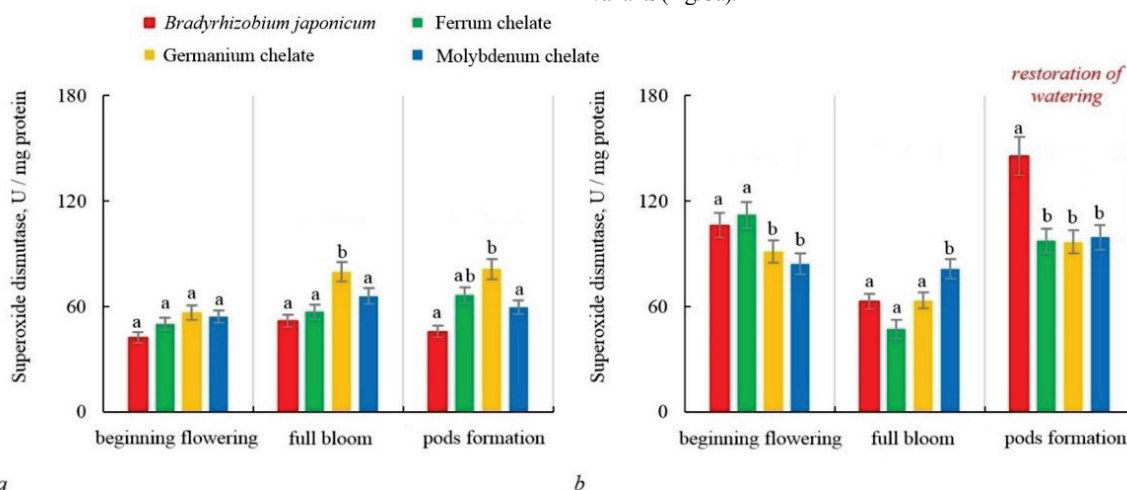 Bradyrhizobium japonicum
Ferrum chelate
Germanium chelate
Molybdenum chelate
Superoxide dismutase, U / mg protein
180
120
60
0
a
a
a
a
a
a
b
a
a
ab
b
a
beginning flowering
full bloom
pods formation
a
Superoxide dismutase, U / mg protein
180
120
60
0
restoration of
watering
a
a
b
b
a
a
a
b
a
b
b
b
beginning flowering
full bloom
pods formation
b